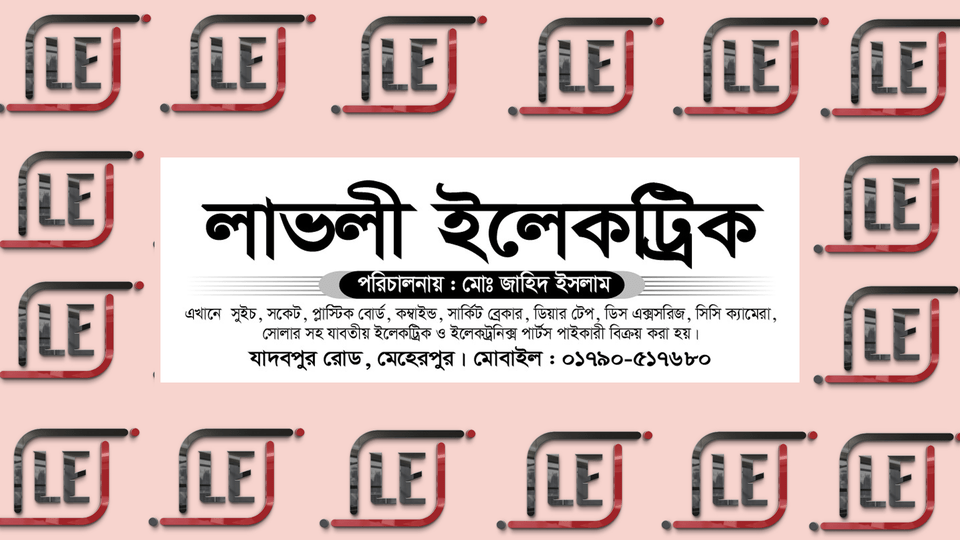 LE LE LE LE LE LE
LE LE
লাভলী ইলেকট্রিক
পরিচালনায় : মোঃ জাহিদ ইসলাম
এখানে সুইচ, সকেট, প্লাস্টিক বোর্ড, কম্বাইন্ড, সার্কিট ব্রেকার, ডিয়ার টেপ, ডিস এক্সসরিজ, সিসি ক্যামেরা,
সোলার সহ যাবতীয় ইলেকট্রিক ও ইলেকট্রনিক্স পার্টস পাইকারী বিক্রয় করা হয়।
যাদবপুর রোড, মেহেরপুর। মোবাইল : ০১৭৯০-৫১৭৬৮০
LE LE
LE LE LE LE LE LE